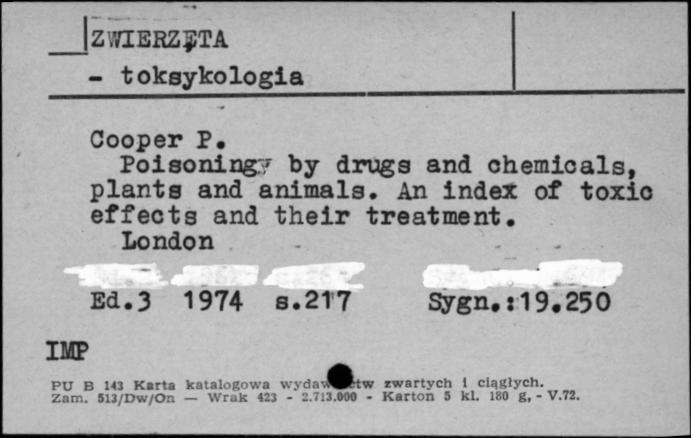 ZWIERZĘTA
- toksykologia
Cooper P.
Poisoning by drugs and chemicals,
plants and animals. An index of toxic
effects and their treatment.
London
Ed.3 1974 s.217 Sygn.:19.250
IMP
PU B 143 Karta katalogowa zwartych i ciągłych.
Zam. 513/Dw/On — Wrak 423 - 2.713.000 - Karton 5 kl. 180 g, - V.72.